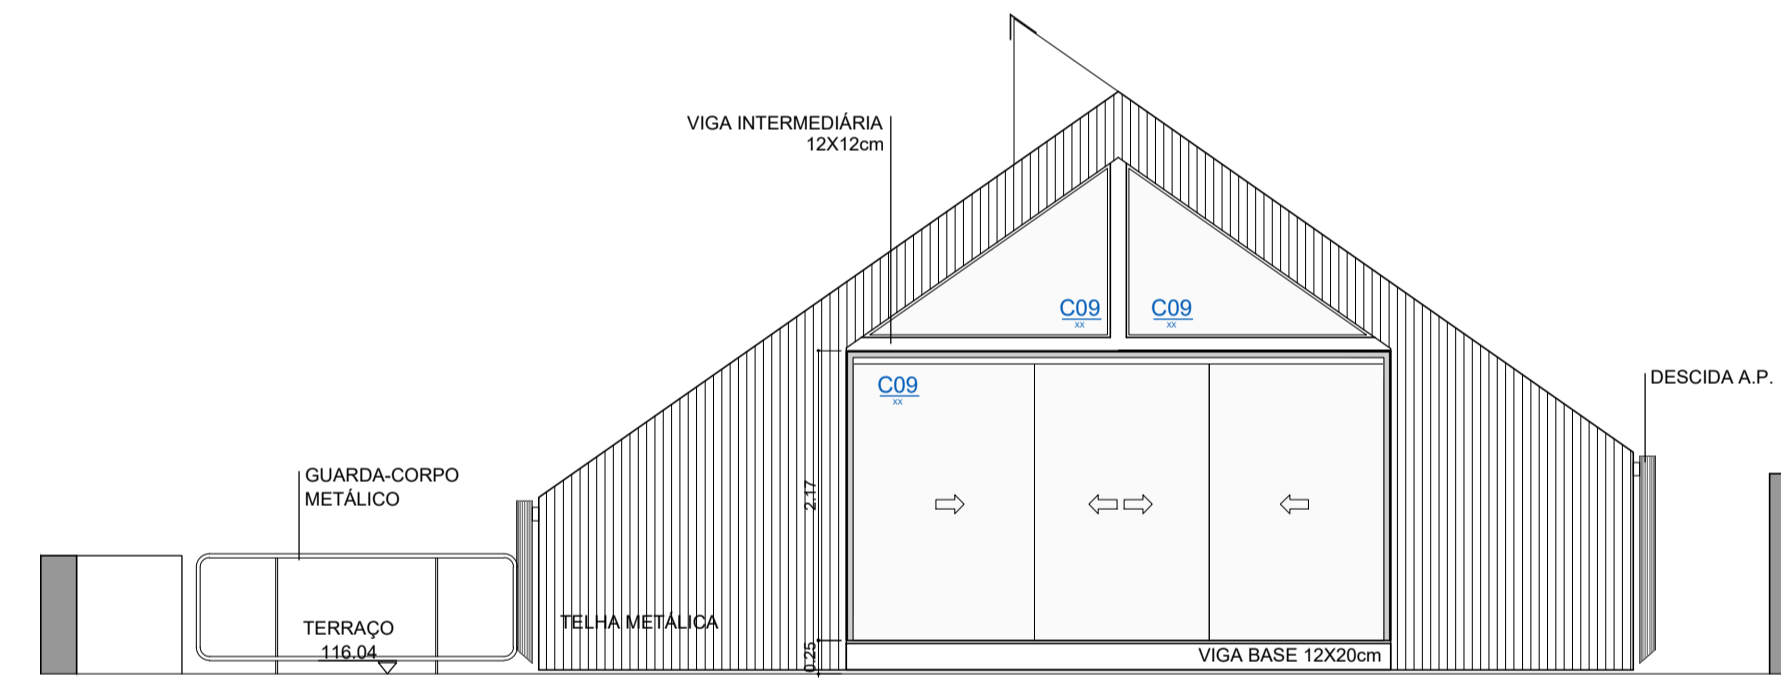 VIGA INTERMEDIÁRIA
12X12cm
C09
xx
C09
xx
C09
xx
DESCIDA A.P.
GUARDA-CORPO
METÁLICO
2.17
TERRAÇO
116.04
TELHA METÁLICA
0.25
VIGA BASE 12X20cm